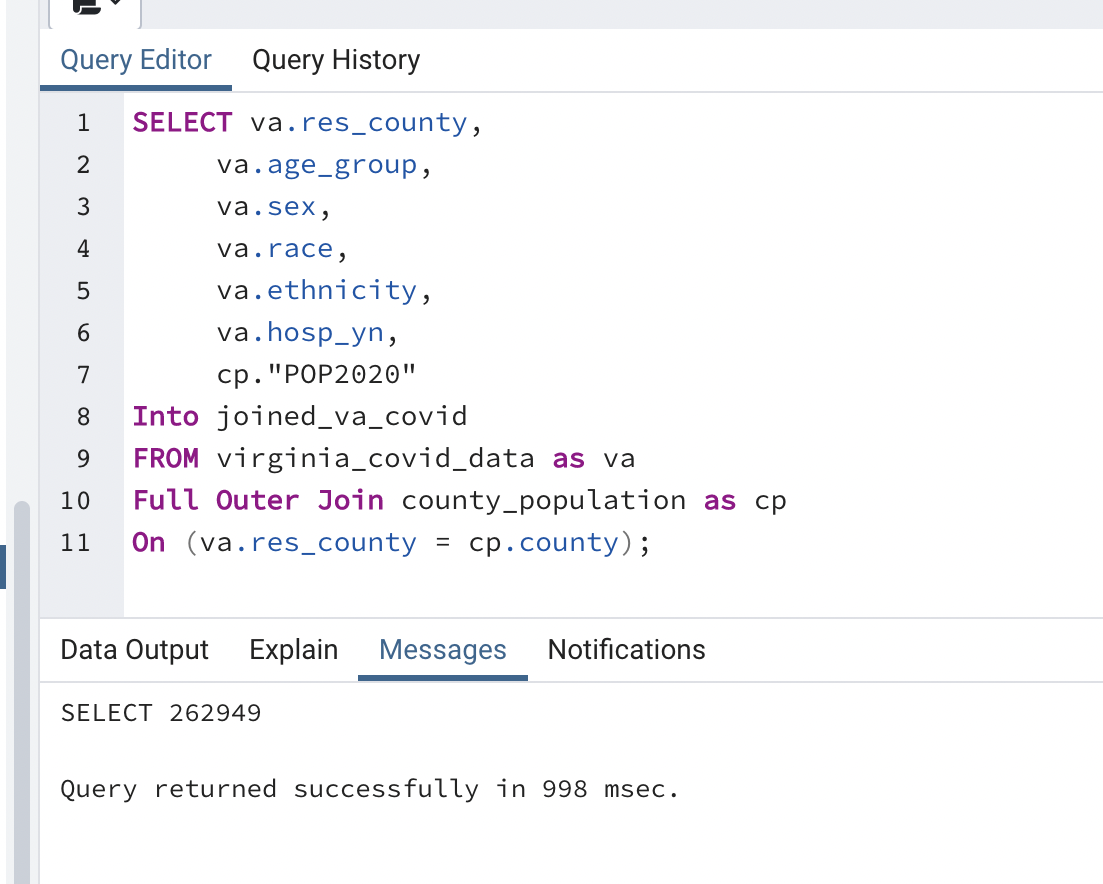 Query Editor Query History
1 SELECT va.res_county,
2 va.age_group,
3 va.sex,
4 va.race,
5 va.ethnicity,
6 va.hosp_yn,
7 cp."POP2020"
8 Into joined_va_covid
9 FROM virginia_covid_data as va
10 Full Outer Join county_population as cp
11 On (va.res_county = cp.county);
Data Output Explain Messages Notifications
SELECT 262949
Query returned successfully in 998 msec.